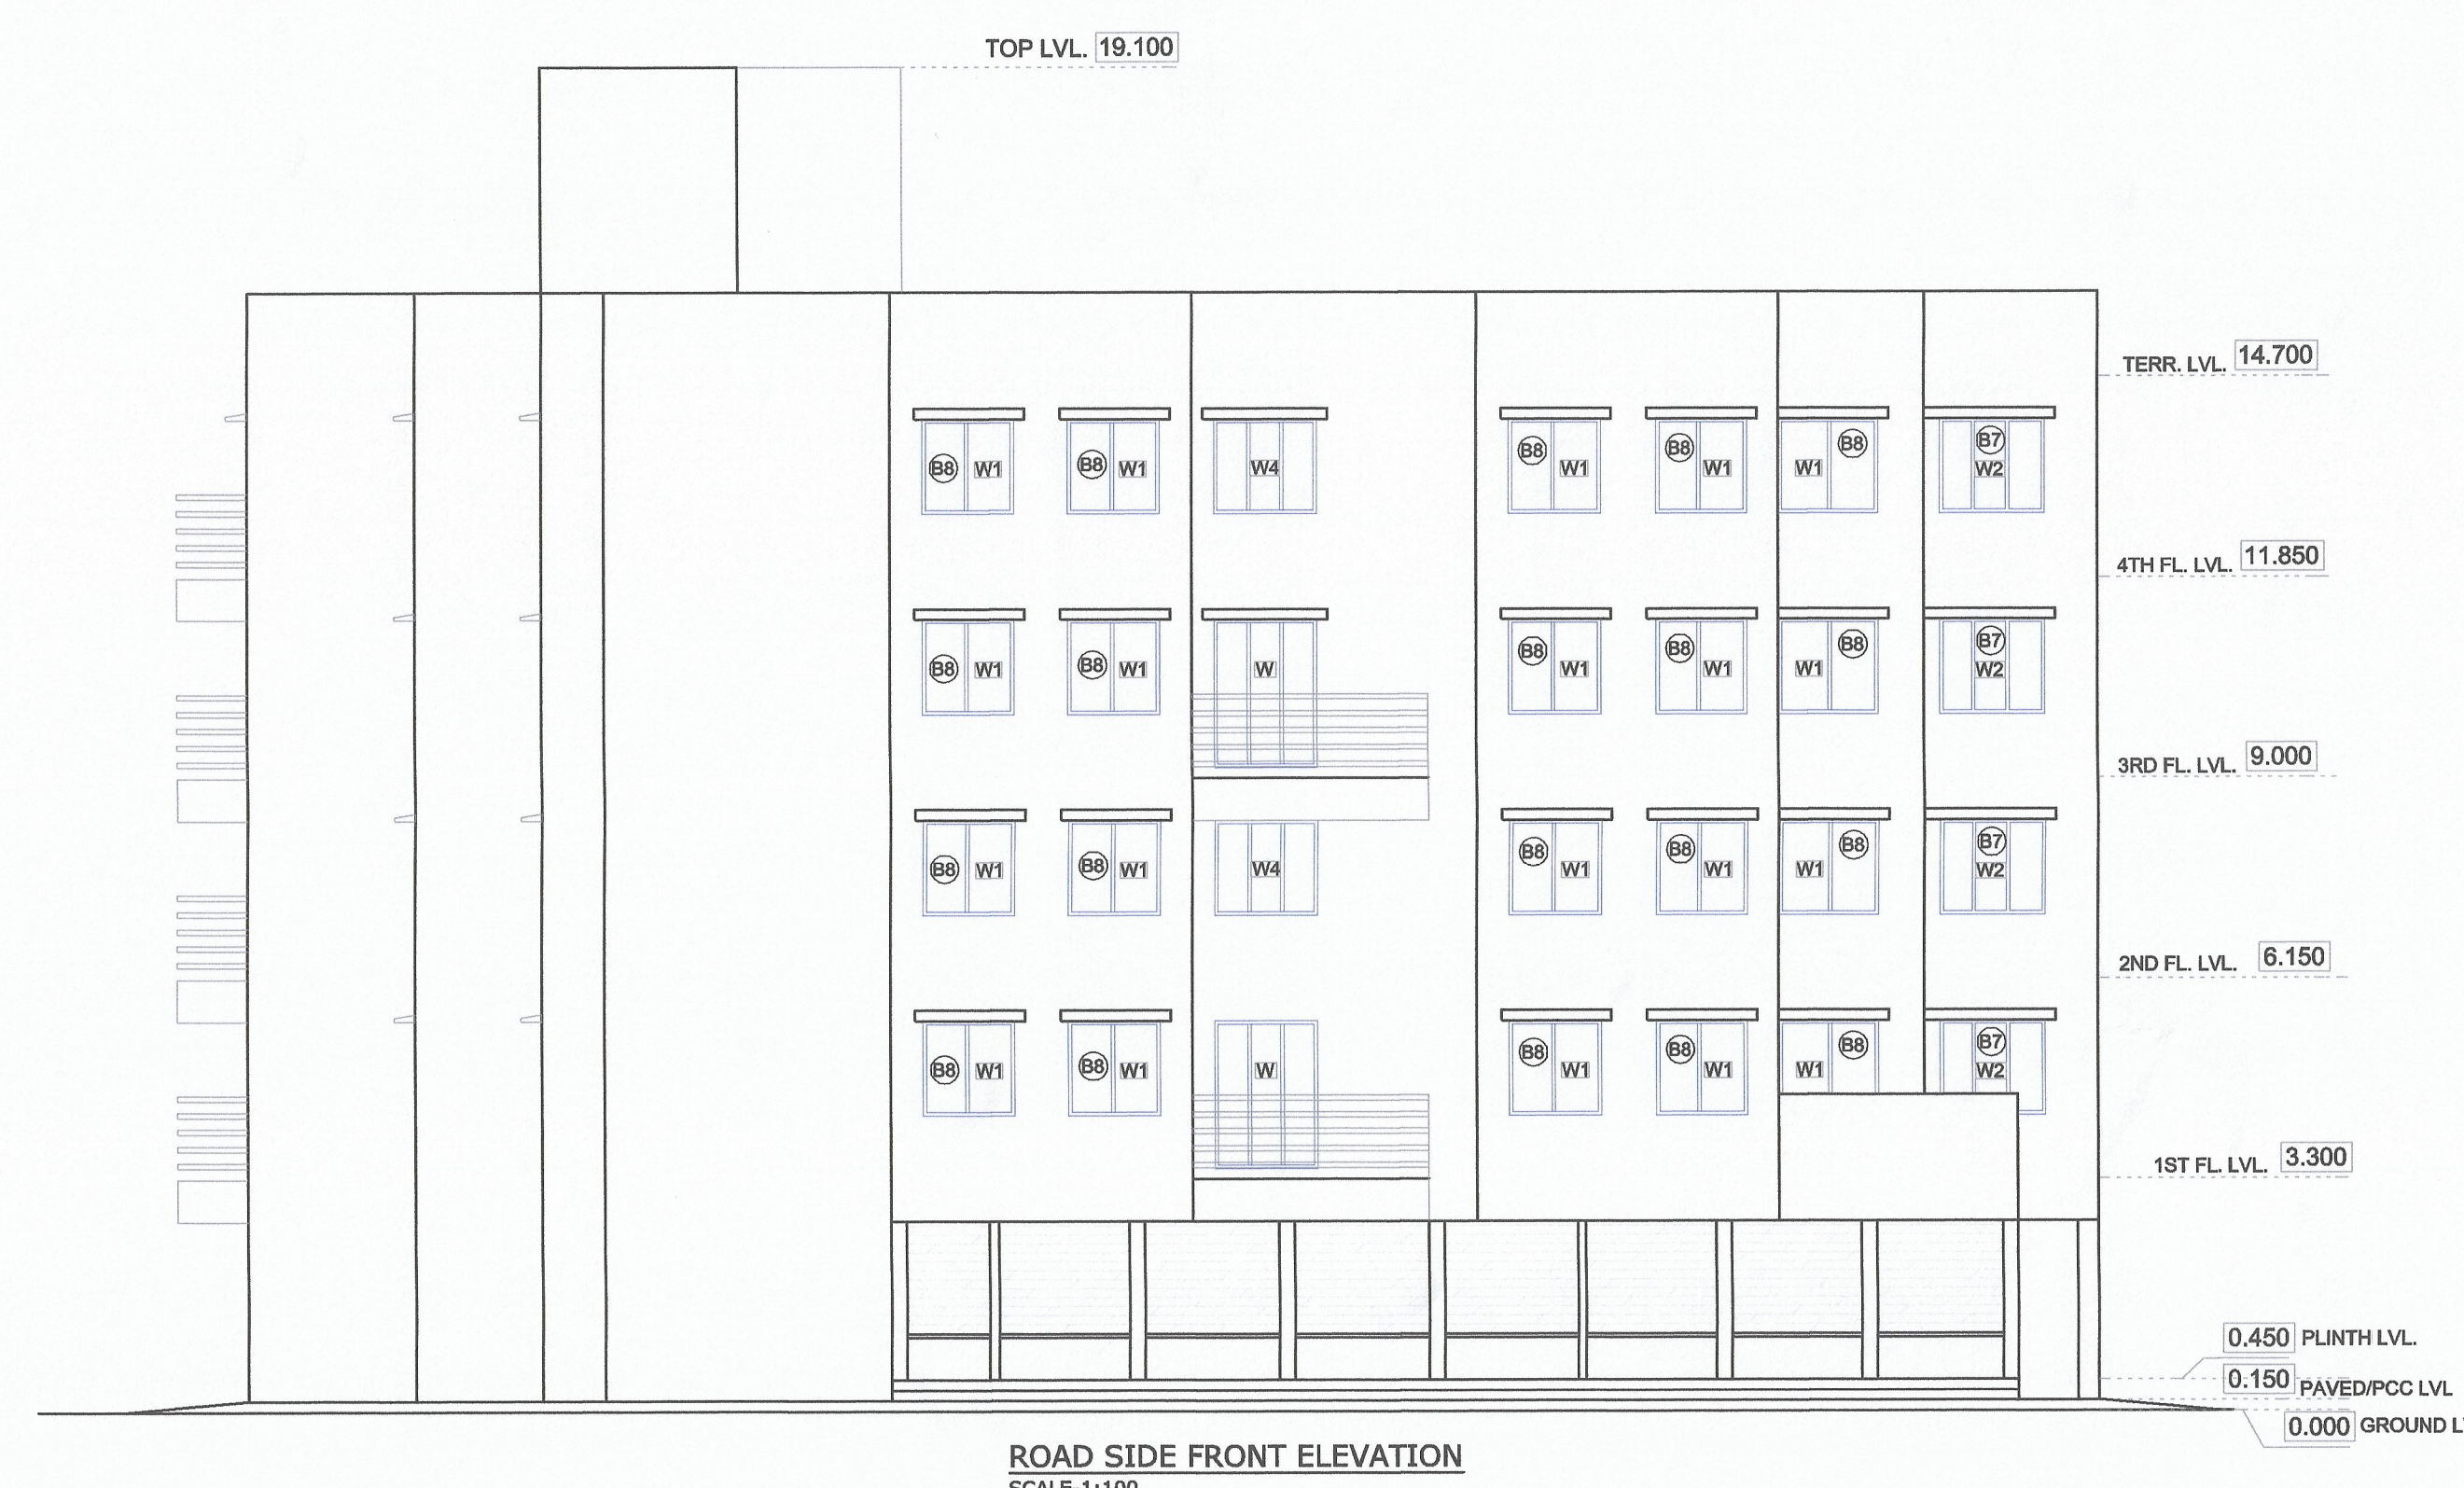 TOP LVL. 19.100
TERR. LVL. 14.700
B8 W1 B8 W1 W4 B8 W1 B8 W1 W1 B8 B7 W2
4TH FL. LVL. 11.850
B8 W1 B8 W1 W B8 W1 B8 W1 W1 B8 B7 W2
3RD FL. LVL. 9.000
B8 W1 B8 W1 W4 B8 W1 B8 W1 W1 B8 B7 W2
2ND FL. LVL. 6.150
B8 W1 B8 W1 W B8 W1 B8 W1 W1 B8 B7 W2
1ST FL. LVL. 3.300
0.450 PLINTH LVL.
0.150 PAVED/PCC LVL
0.000 GROUND
ROAD SIDE FRONT ELEVATION
SCALE-1:100